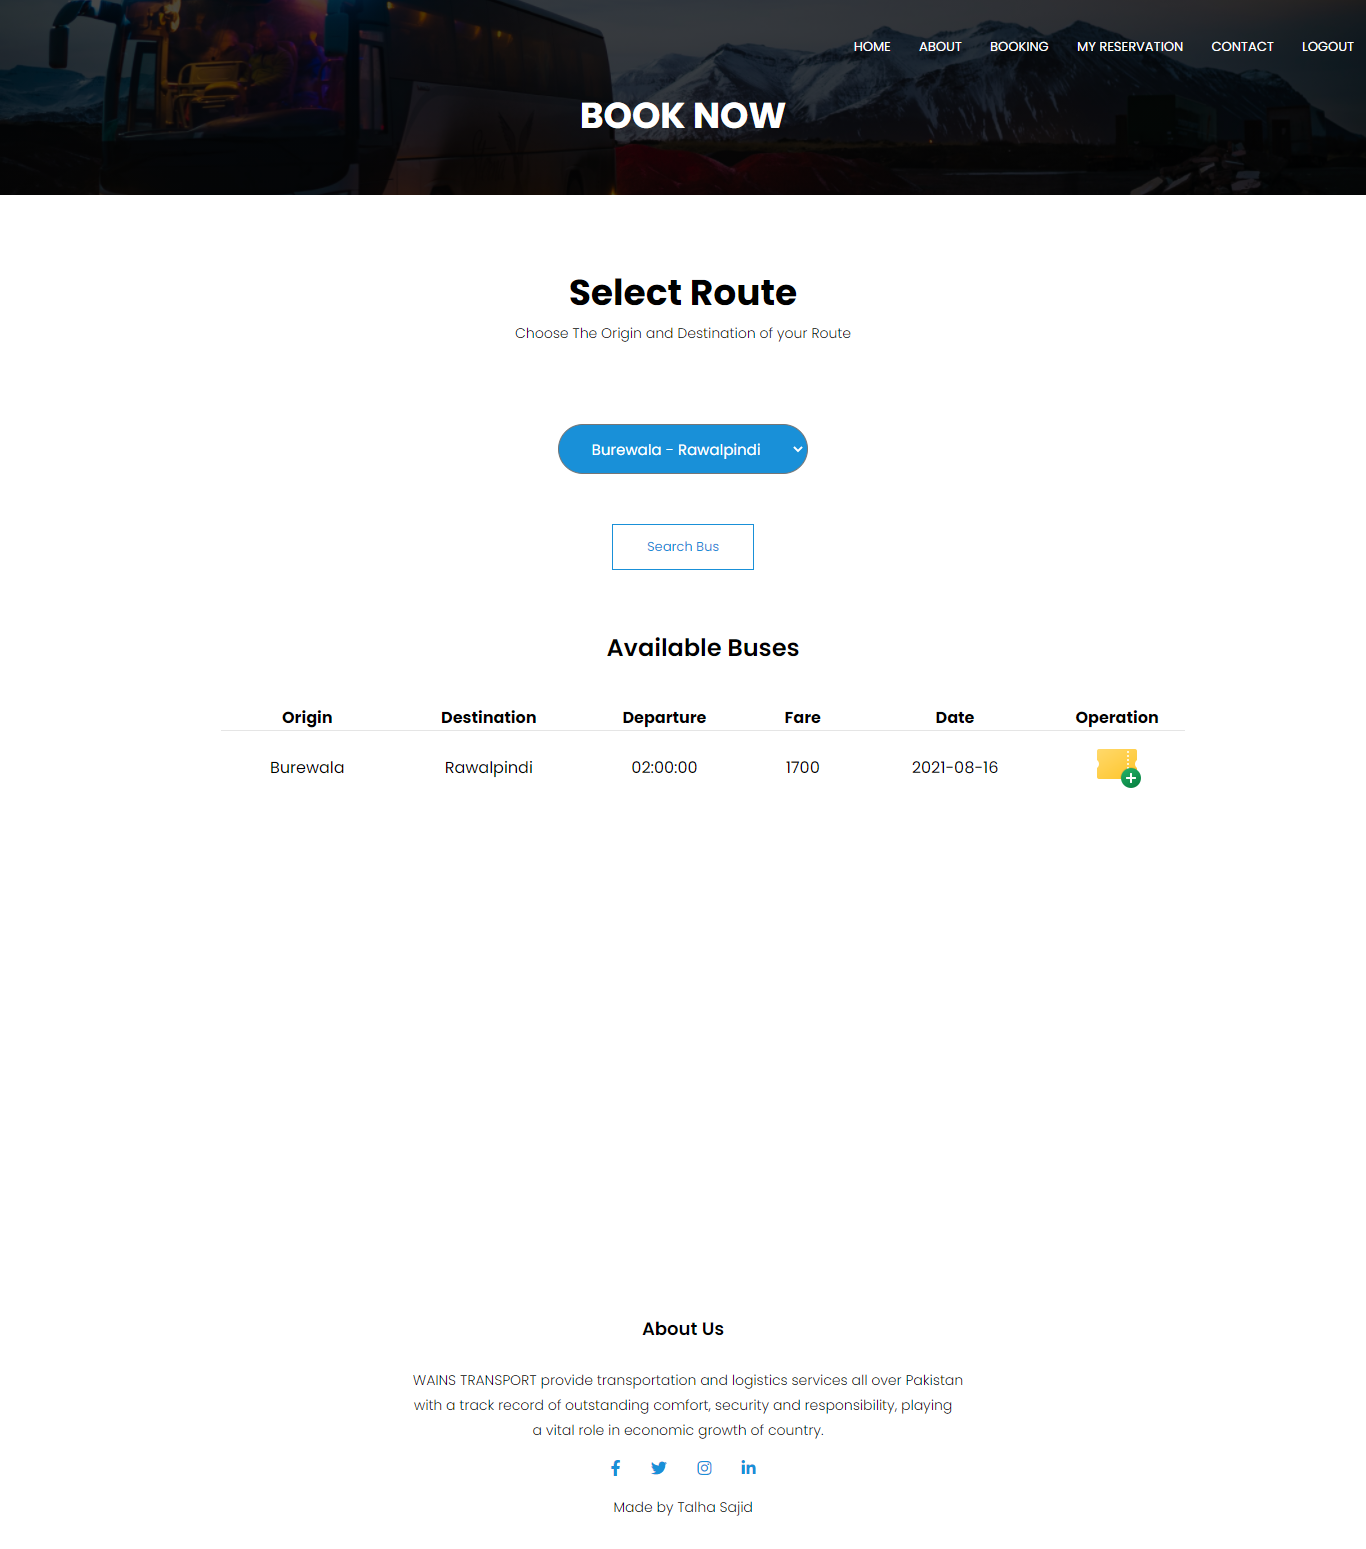 HOME ABOUT BOOKING MY RESERVATION CONTACT LOGOUT
BOOK NOW
Select Route
Choose The Origin and Destination of your Route
Burewala - Rawalpindi
Search Bus
Available Buses
Origin Destination Departure Fare Date Operation
Burewala Rawalpindi 02:00:00 1700 2021-08-16
About Us
WAINS TRANSPORT provide transportation and logistics services all over Pakistan
with a track record of outstanding comfort, security and responsibility, playing
a vital role in economic growth of country.
Made by Talha Sajid